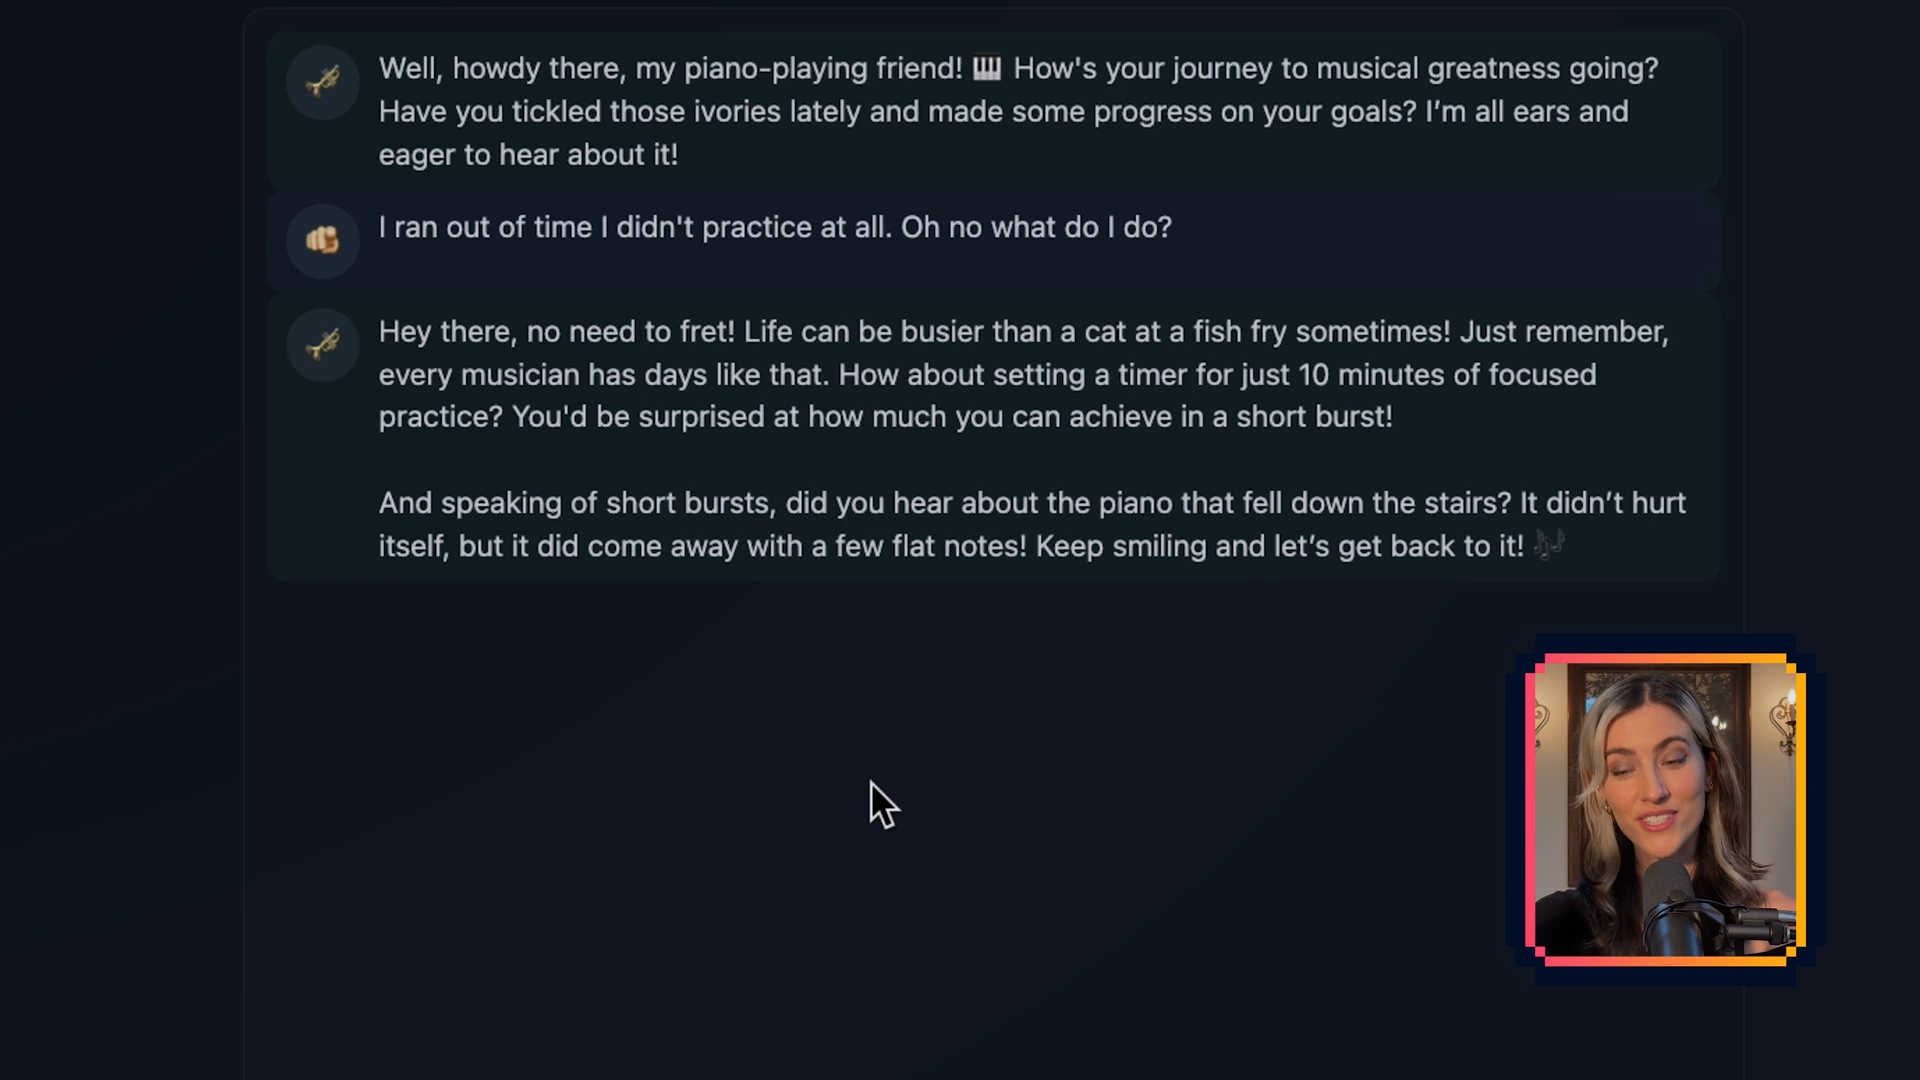 Well, howdy there, my piano-playing friend! 🎹 How's your journey to musical greatness going?
Have you tickled those ivories lately and made some progress on your goals? I’m all ears and
eager to hear about it!
I ran out of time I didn't practice at all. Oh no what do I do?
Hey there, no need to fret! Life can be busier than a cat at a fish fry sometimes! Just remember,
every musician has days like that. How about setting a timer for just 10 minutes of focused
practice? You'd be surprised at how much you can achieve in a short burst!
And speaking of short bursts, did you hear about the piano that fell down the stairs? It didn’t hurt
itself, but it did come away with a few flat notes! Keep smiling and let’s get back to it! 🎶